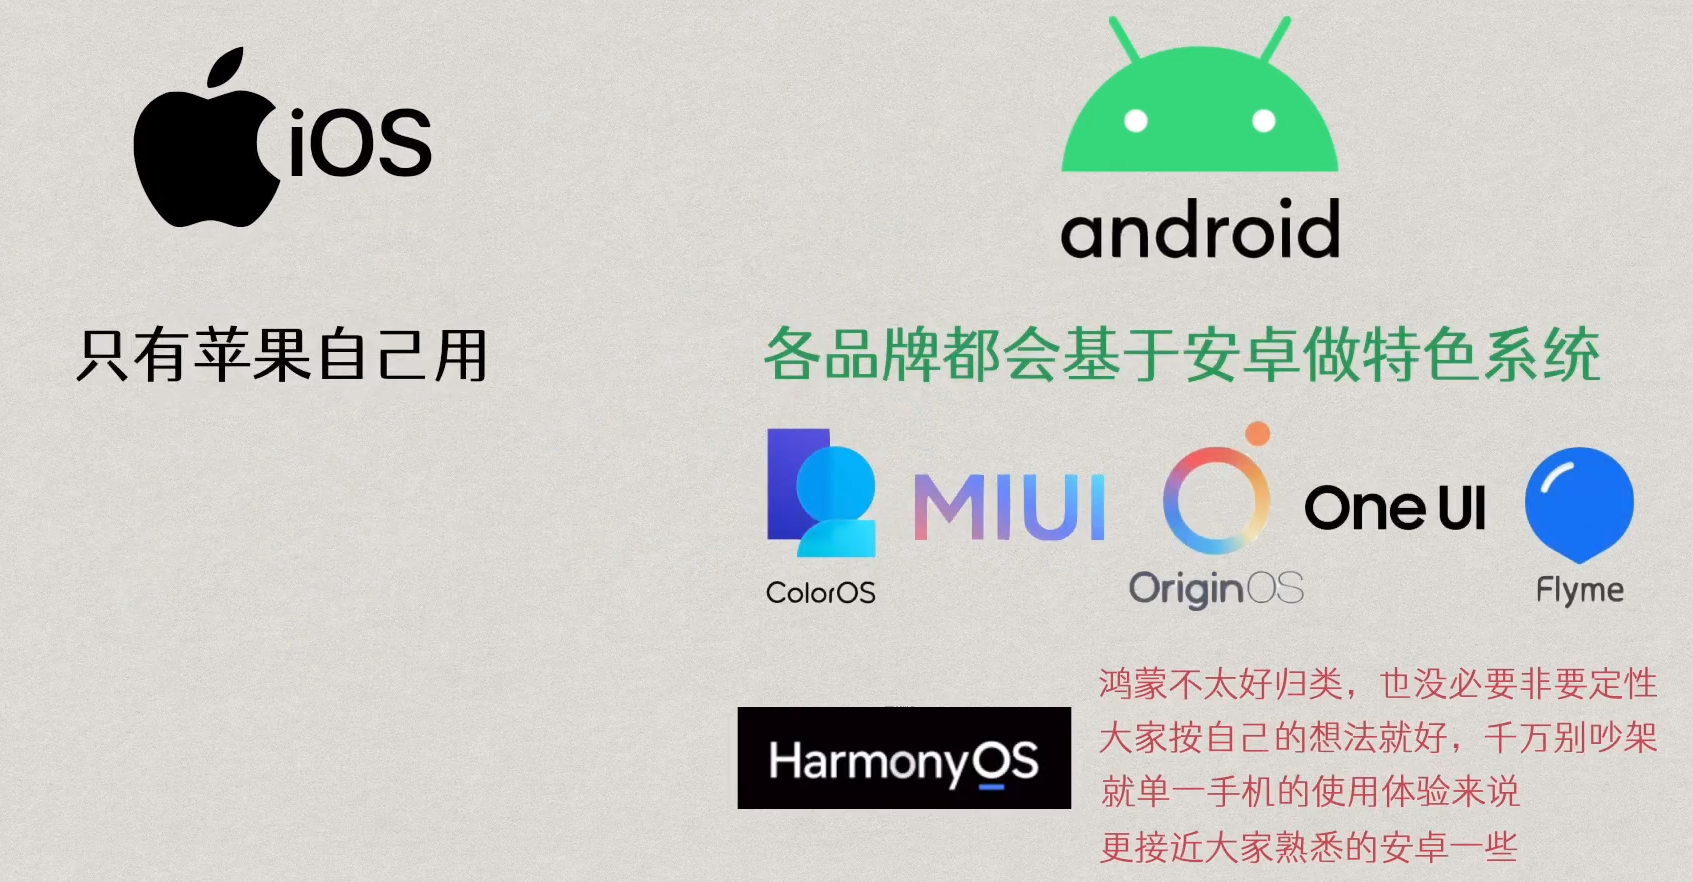 iOS
android
只有苹果自己用
各品牌都会基于安卓做特色系统
MIUI
One UI
ColorOS
OriginOS
Flyme
HarmonyOS
鸿蒙不太好归类，也没必要非要定性
大家按自己的想法就好，千万别吵架
就单一手机的使用体验来说
更接近大家熟悉的安卓一些